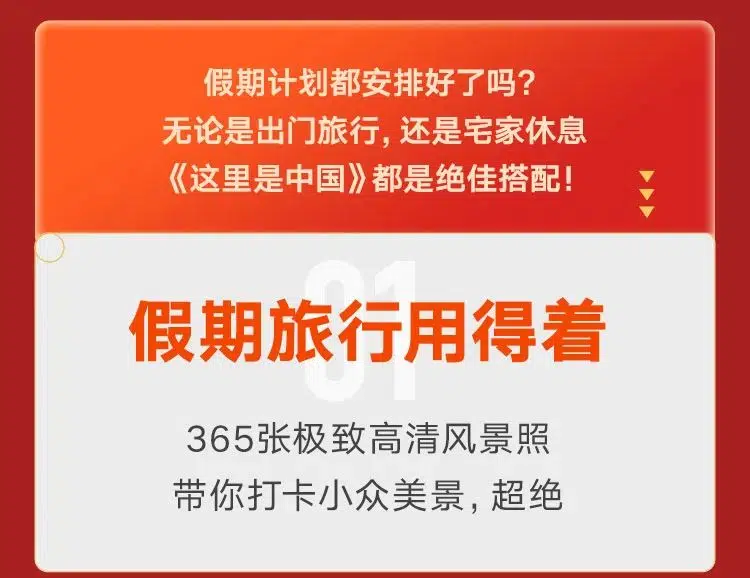 假期计划都安排好了吗?
无论是出门旅行, 还是宅家休息
《这里是中国》都是绝佳搭配!
01
假期旅行用得着
365张极致高清风景照
带你打卡小众美景, 超绝